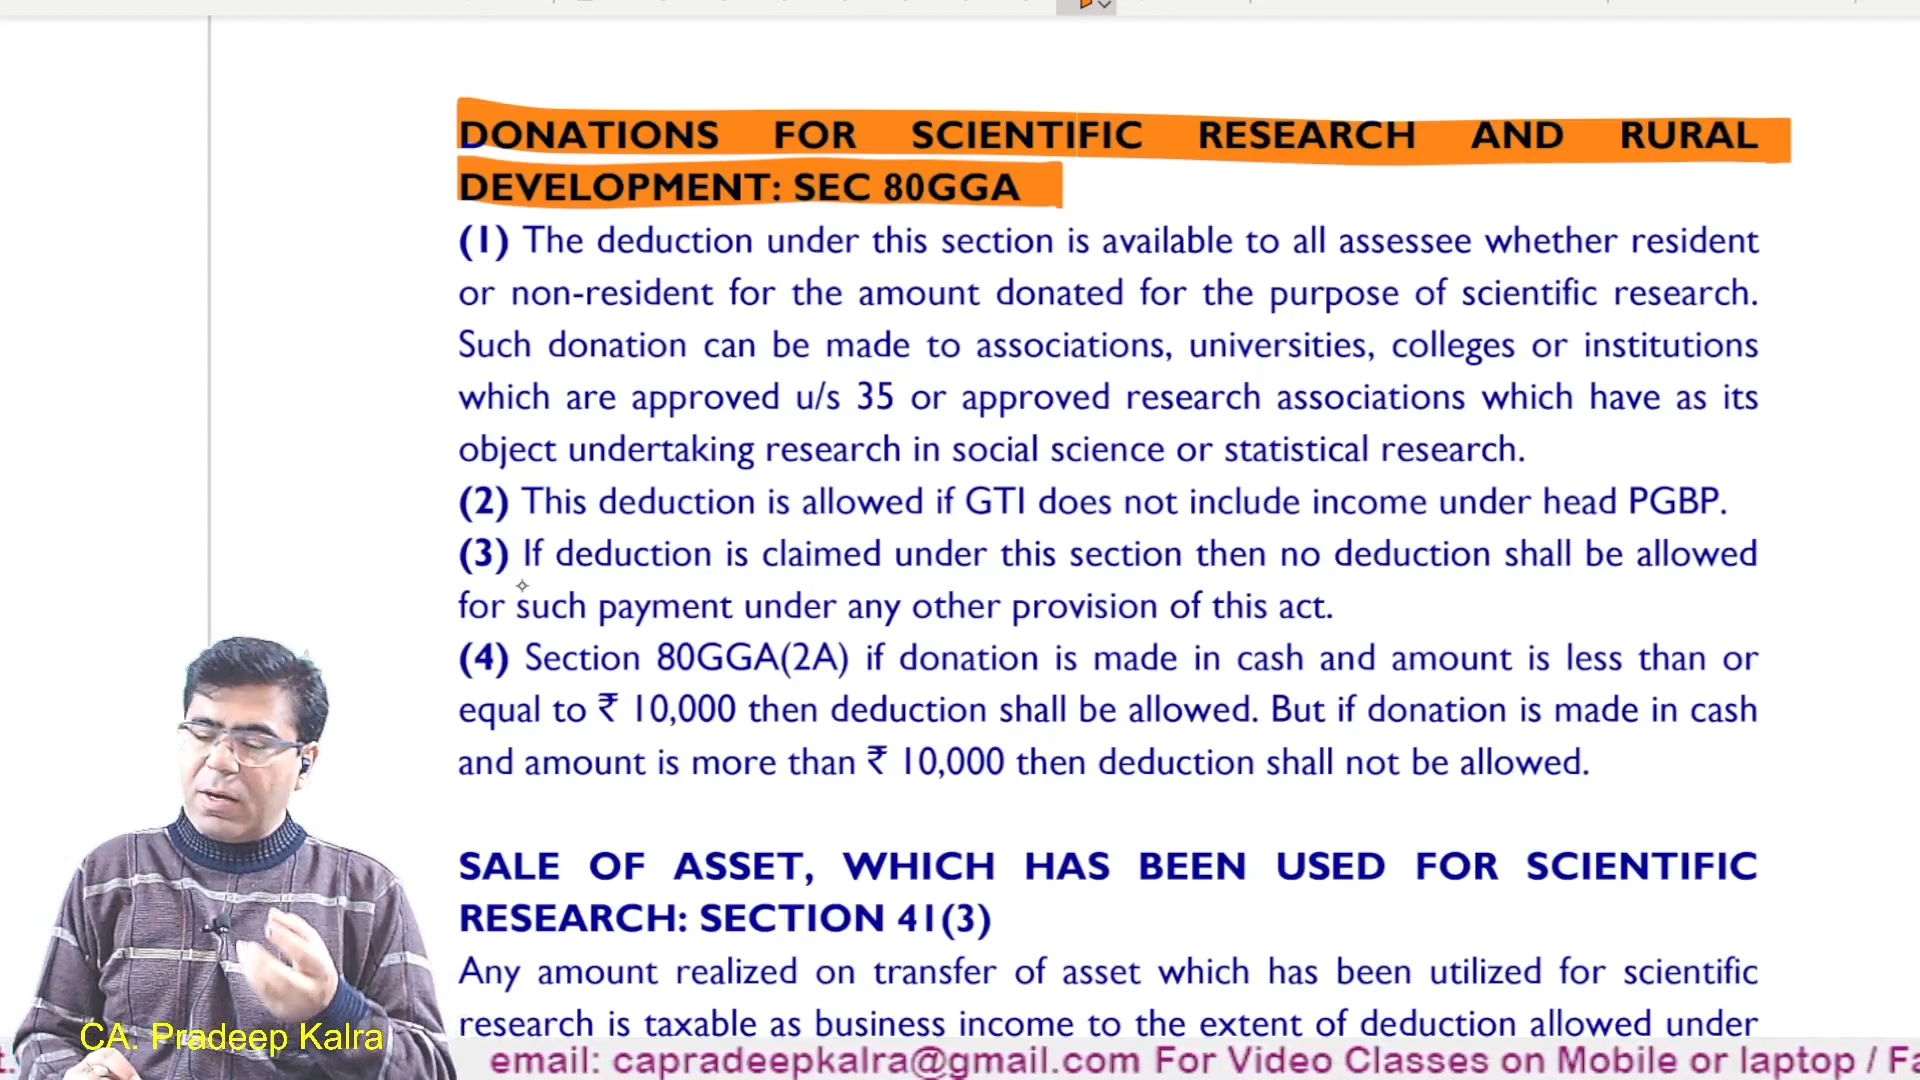 DONATIONS FOR SCIENTIFIC RESEARCH AND RURAL
DEVELOPMENT: SEC 80GGA
(1) The deduction under this section is available to all assessee whether resident
or non-resident for the amount donated for the purpose of scientific research.
Such donation can be made to associations, universities, colleges or institutions
which are approved u/s 35 or approved research associations which have as its
object undertaking research in social science or statistical research.
(2) This deduction is allowed if GTI does not include income under head PGBP.
(3) If deduction is claimed under this section then no deduction shall be allowed
for such payment under any other provision of this act.
(4) Section 80GGA(2A) if donation is made in cash and amount is less than or
equal to ₹ 10,000 then deduction shall be allowed. But if donation is made in cash
and amount is more than ₹ 10,000 then deduction shall not be allowed.
SALE OF ASSET, WHICH HAS BEEN USED FOR SCIENTIFIC
RESEARCH: SECTION 41(3)
Any amount realized on transfer of asset which has been utilized for scientific
research is taxable as business income to the extent of deduction allowed under
CA. Pradeep Kalra
email: capradeepkalra@gmail.com For Video Classes on Mobile or laptop /